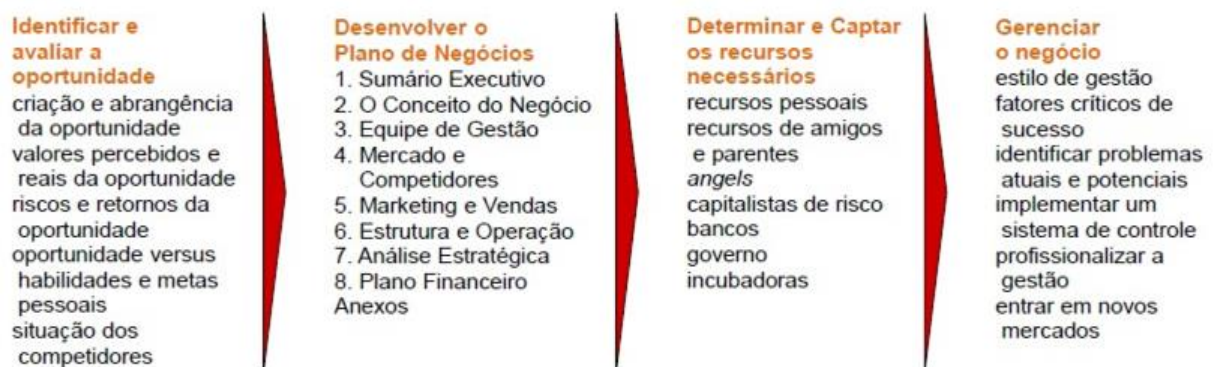 Identificar e
avaliar a
oportunidade
criação e abrangência
da oportunidade
valores percebidos e
reais da oportunidade
riscos e retornos da
oportunidade
oportunidade versus
habilidades e metas
pessoais
situação dos
competidores
Desenvolver o
Plano de Negócios
1. Sumário Executivo
2. O Conceito do Negócio
3. Equipe de Gestão
4. Mercado e
Competidores
5. Marketing e Vendas
6. Estrutura e Operação
7. Análise Estratégica
8. Plano Financeiro
Anexos
Determinar e Captar
os recursos
necessários
recursos pessoais
recursos de amigos
e parentes
angels
capitalistas de risco
bancos
governo
incubadoras
Gerenciar
o negócio
estilo de gestão
fatores críticos de
sucesso
identificar problemas
atuais e potenciais
implementar um
sistema de controle
profissionalizar a
gestão
entrar em novos
mercados